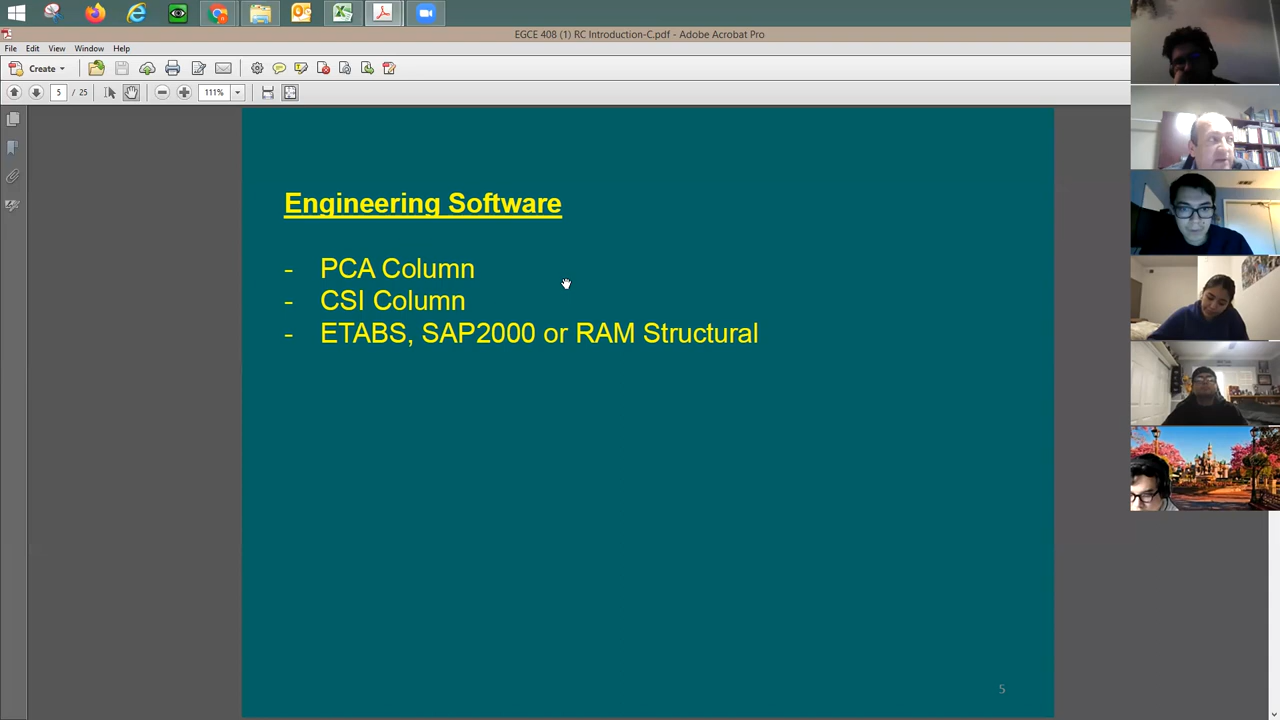 EGCE 408 (1) RC Introduction-C.pdf - Adobe Acrobat Pro
File Edit View Window Help
Create
5 / 25 111%
Engineering Software
- PCA Column
- CSI Column
- ETABS, SAP2000 or RAM Structural
5